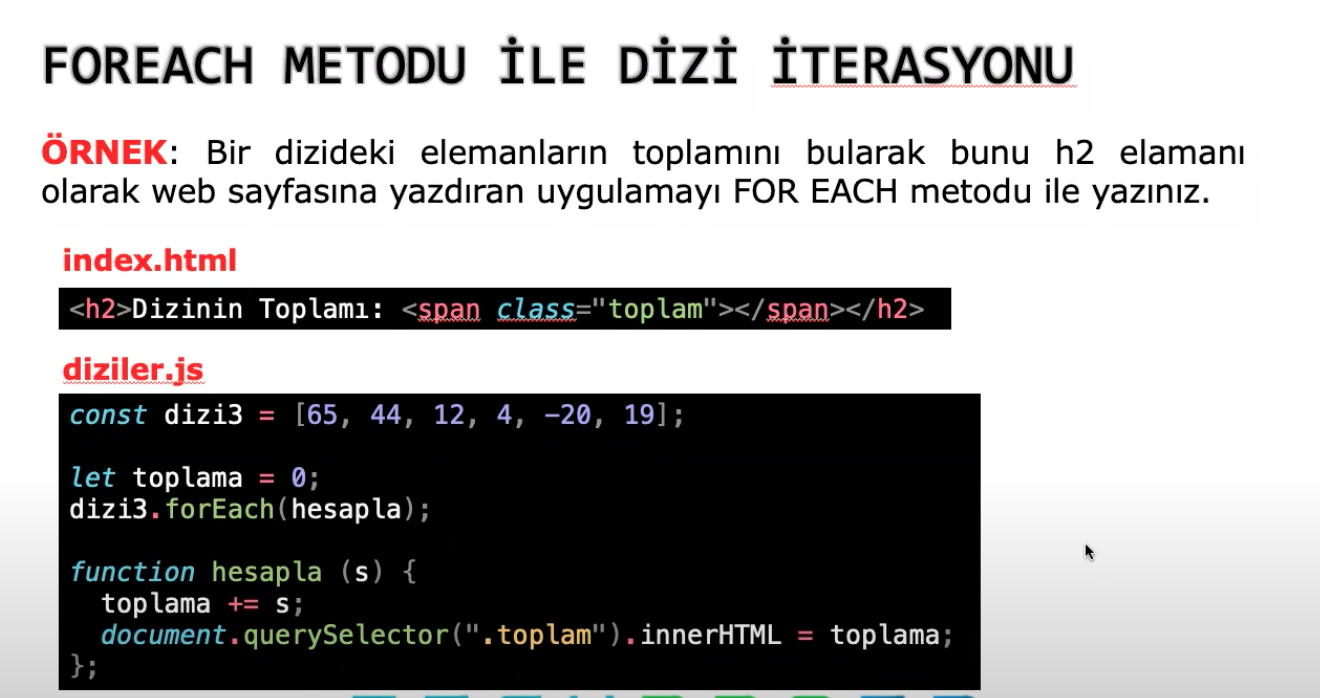 FOREACH METODU İLE DİZİ İTERASYONU
ÖRNEK: Bir dizideki elemanların toplamını bularak bunu h2 elamanı
olarak web sayfasına yazdıran uygulamayı FOR EACH metodu ile yazınız.
index.html
<h2>Dizinin Toplamı: <span class="toplam"></span></h2>
diziler.js
const dizi3 = [65, 44, 12, 4, −20, 19];
let toplama = 0;
dizi3.forEach(hesapla);
function hesapla (s) {
toplama += s;
document.querySelector(".toplam").innerHTML = toplama;
};